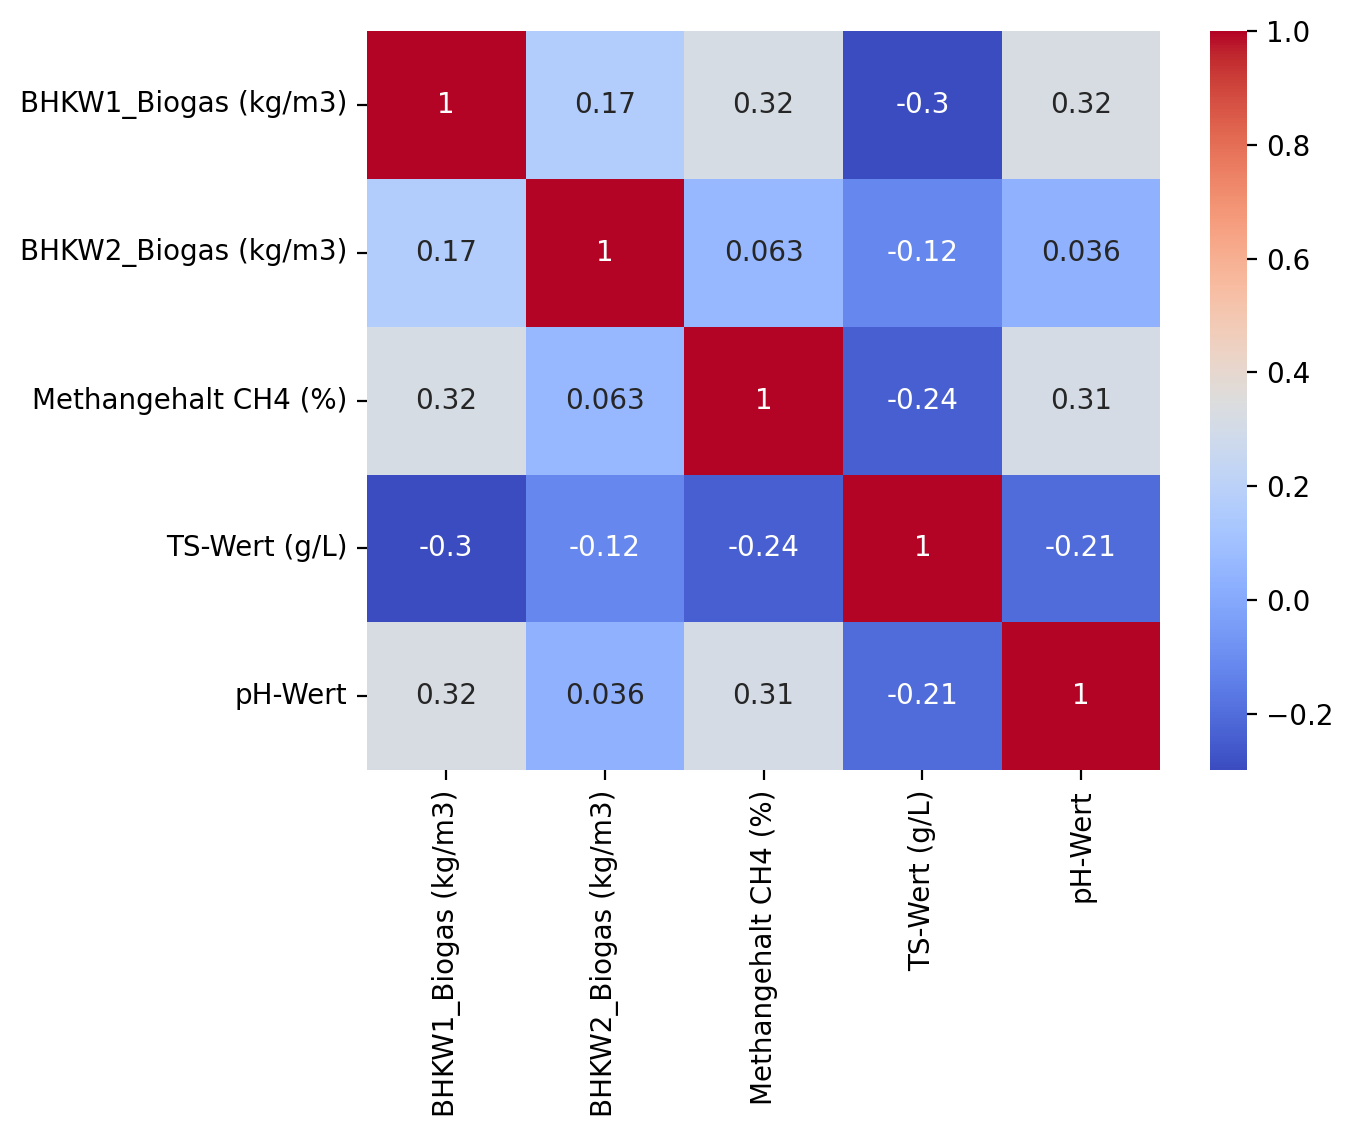 BHKW1_Biogas (kg/m3) 1 0.17 0.32 -0.3 0.32
BHKW2_Biogas (kg/m3) 0.17 1 0.063 -0.12 0.036
Methangehalt CH4 (%) 0.32 0.063 1 -0.24 0.31
TS-Wert (g/L) -0.3 -0.12 -0.24 1 -0.21
pH-Wert 0.32 0.036 0.31 -0.21 1
BHKW1_Biogas (kg/m3)
BHKW2_Biogas (kg/m3)
Methangehalt CH4 (%)
TS-Wert (g/L)
pH-Wert
1.0
0.8
0.6
0.4
0.2
0.0
−0.2